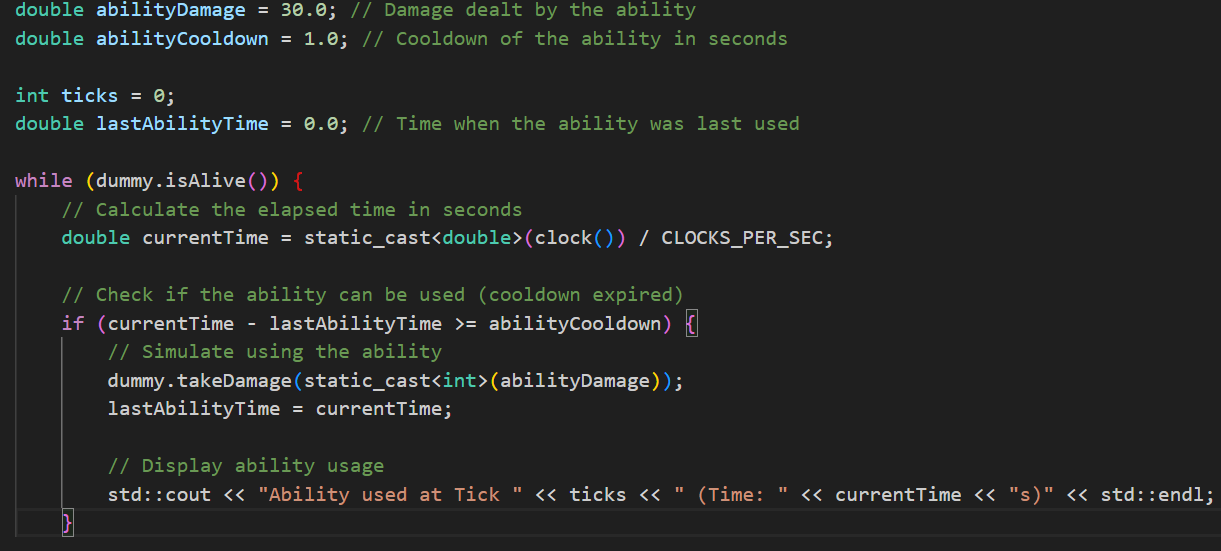 double abilityDamage = 30.0; // Damage dealt by the ability
double abilityCooldown = 1.0; // Cooldown of the ability in seconds
int ticks = 0;
double lastAbilityTime = 0.0; // Time when the ability was last used
while (dummy.isAlive()) {
// Calculate the elapsed time in seconds
double currentTime = static_cast<double>(clock()) / CLOCKS_PER_SEC;
// Check if the ability can be used (cooldown expired)
if (currentTime - lastAbilityTime >= abilityCooldown) {
// Simulate using the ability
dummy.takeDamage(static_cast<int>(abilityDamage));
lastAbilityTime = currentTime;
// Display ability usage
std::cout << "Ability used at Tick " << ticks << " (Time: " << currentTime << "s)" << std::endl;
}